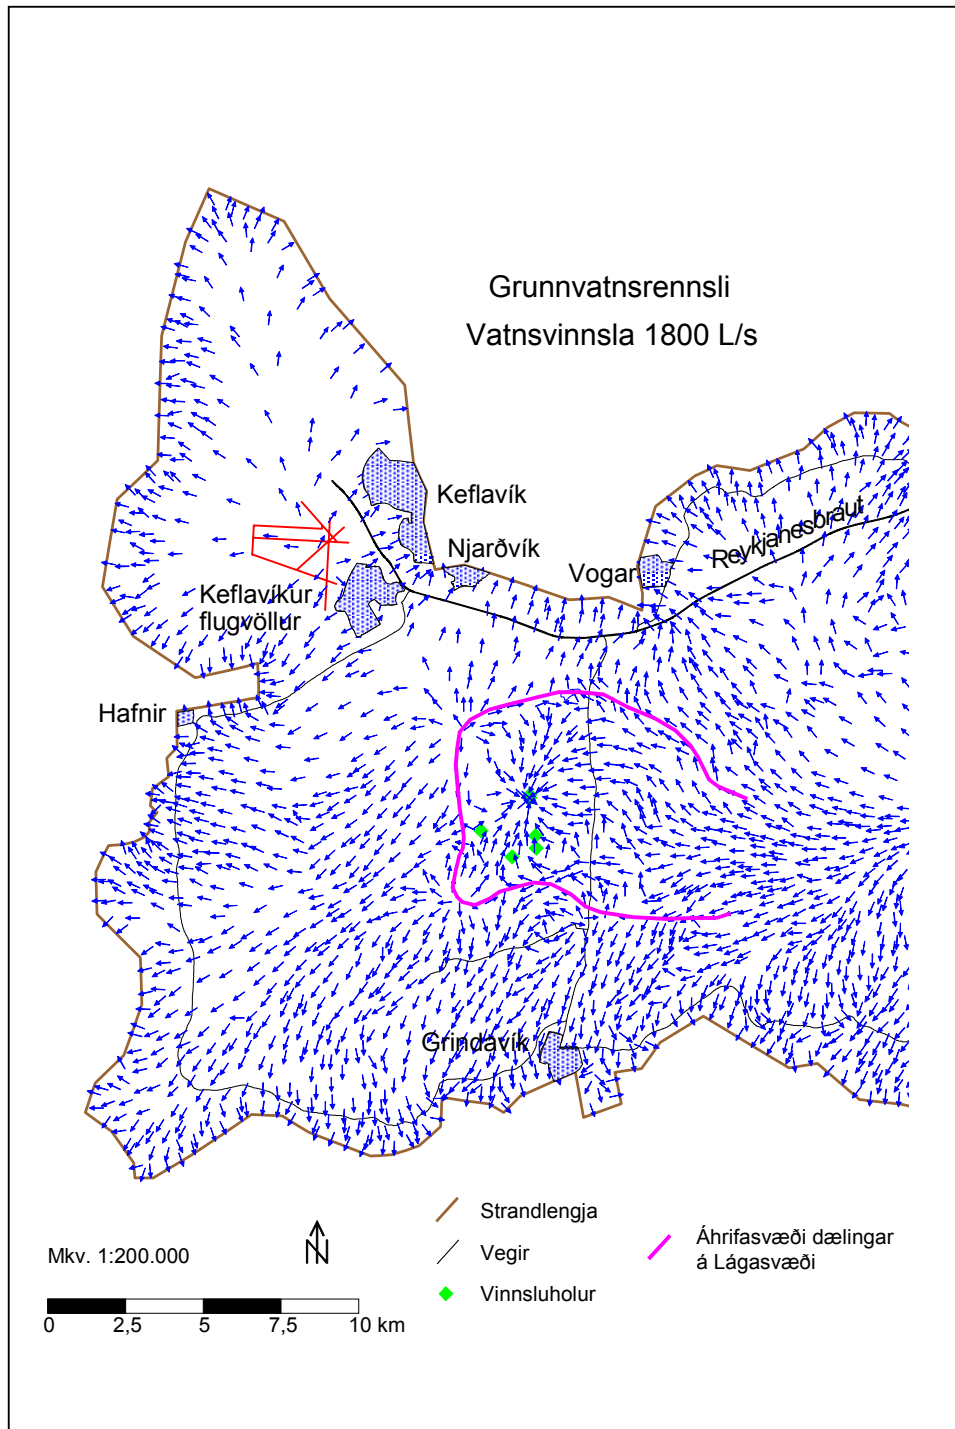 Grunnvatnsrennsli
Vatnsvinnsla 1800 L/s
Keflavík
Njarðvík
Vogar
Reykjanesbraut
Keflavíkur
flugvöllur
Hafnir
Grindavík
Strandlengja
Vegir
Vinnsluholur
Áhrifasvæði dælingar
á Lágasvæði
Mkv. 1:200.000
N
0 2,5 5 7,5 10 km